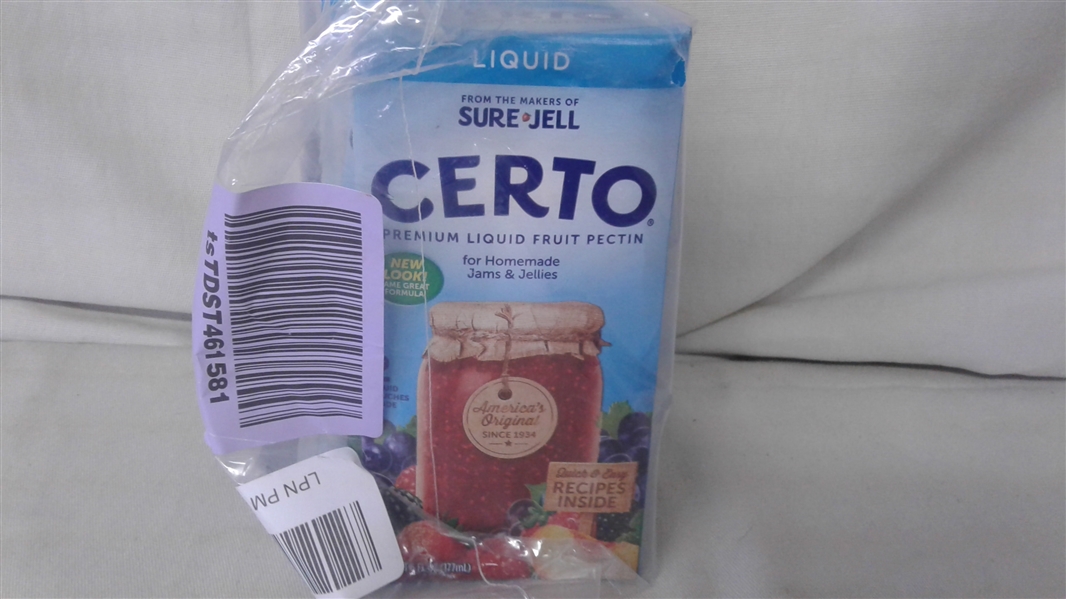 LIQUID
FROM THE MAKERS OF
SURE JELL
CERTO®
PREMIUM LIQUID FRUIT PECTIN
for Homemade
Jams & Jellies
NEW
LOOK!
SAME GREAT
FORMULA!
America's
Original
SINCE 1934
Quick & Easy
RECIPES
INSIDE
(177mL)
tsTDST461581
LPN PM